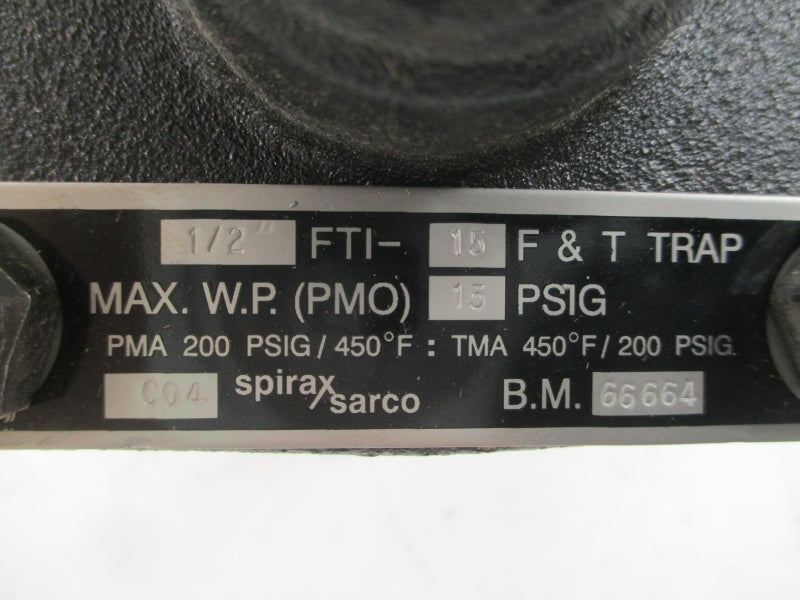 1/2" FTI- 15 F & T TRAP
MAX. W.P. (PMO) 15 PSIG
PMA 200 PSIG/450°F : TMA 450°F/200 PSIG.
C04 spirax/sarco B.M. 66664